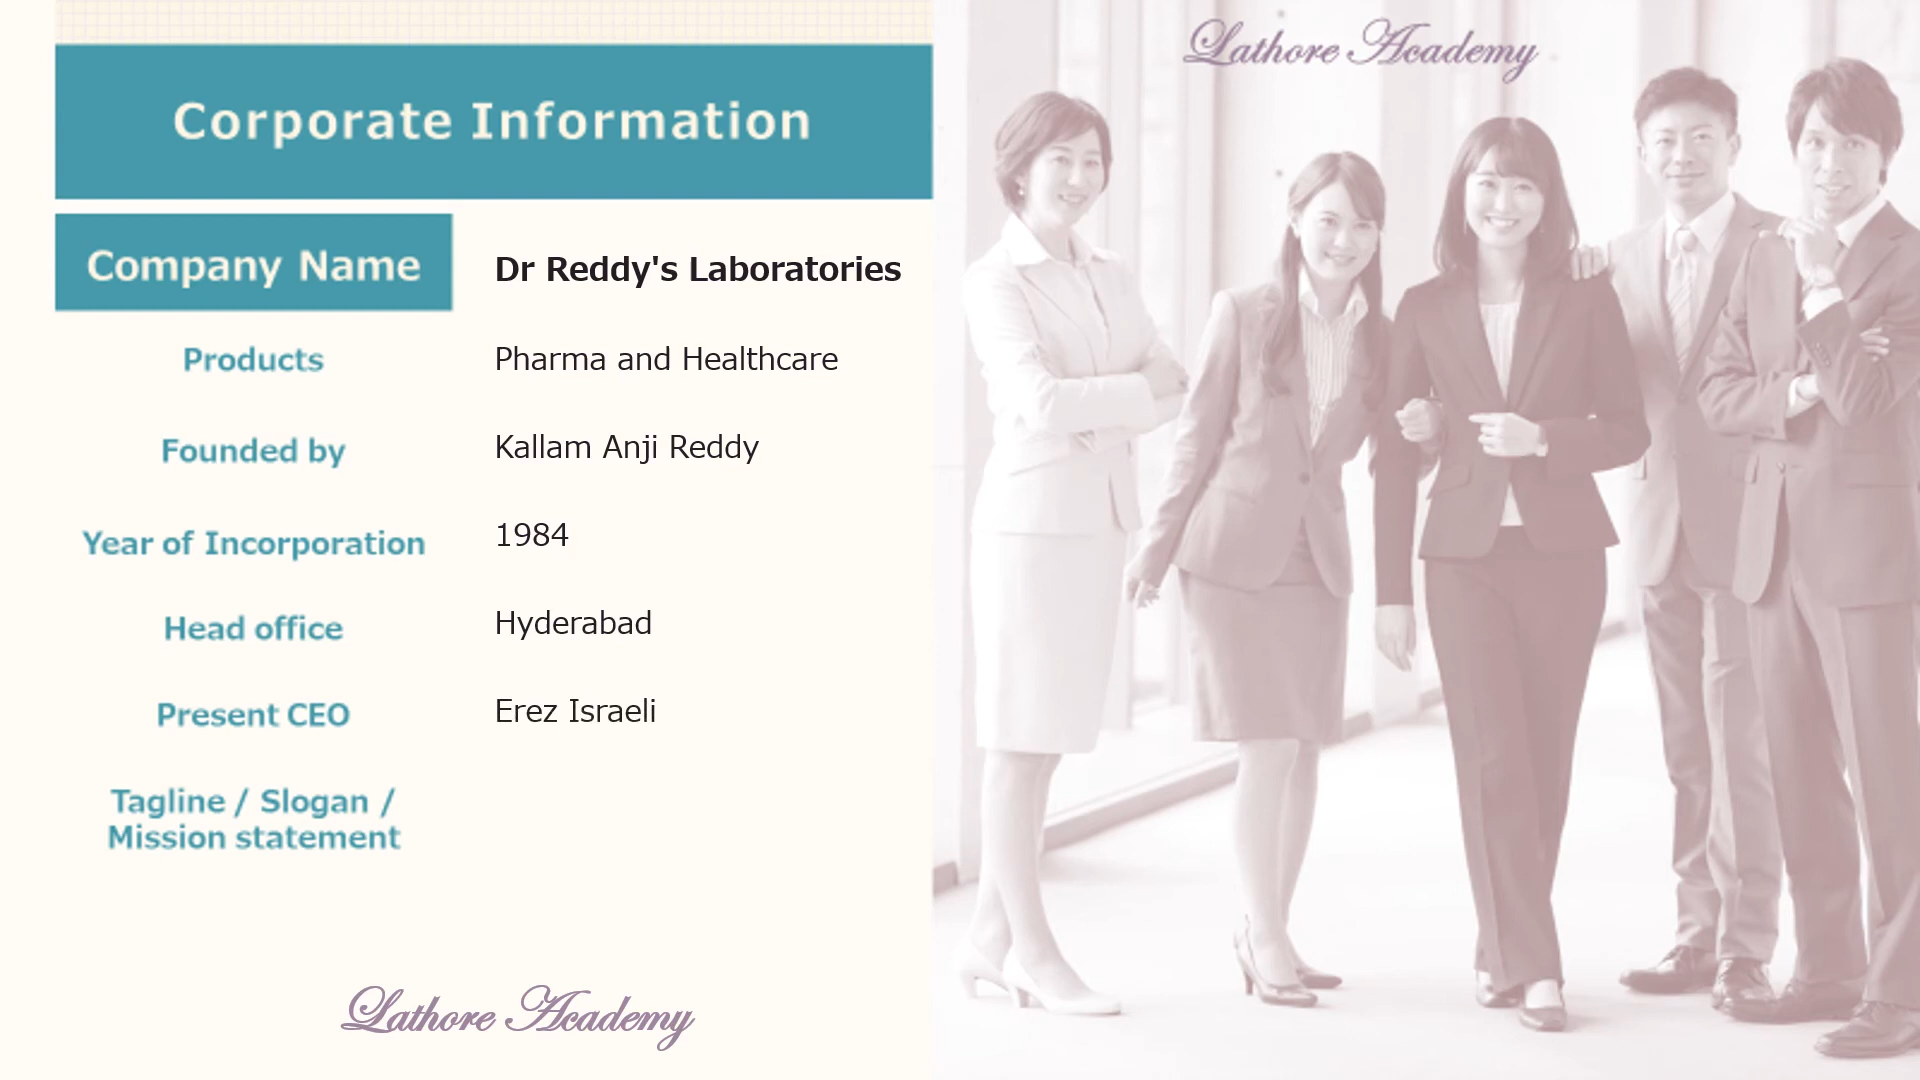 Lathore Academy
Corporate Information
Company Name
Dr Reddy's Laboratories
Products
Pharma and Healthcare
Founded by
Kallam Anji Reddy
Year of Incorporation
1984
Head office
Hyderabad
Present CEO
Erez Israeli
Tagline / Slogan /
Mission statement
Lathore Academy